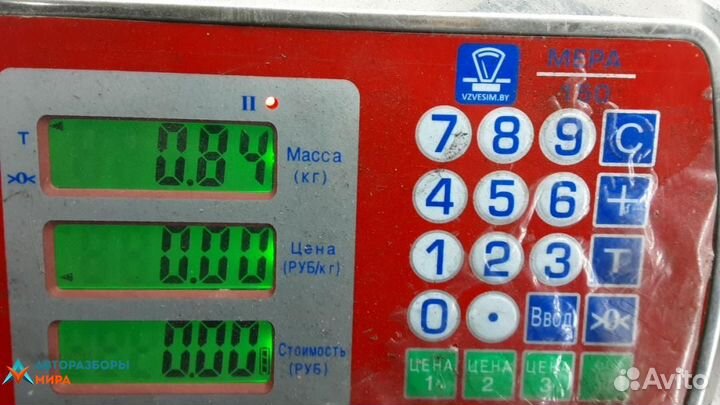 II
T
>0<
0.84
Масса
(кг)
0.00
Цена
(РУБ/кг)
0.00
Стоимость
(РУБ)
VZVESIM.BY
МЕРА
150
7 8 9 C
4 5 6 +
1 2 3 T
0 . Ввод >0<
ЦЕНА 1
ЦЕНА 2
ЦЕНА 3
АВТОРАЗБОРЫ
МИРА
Avito